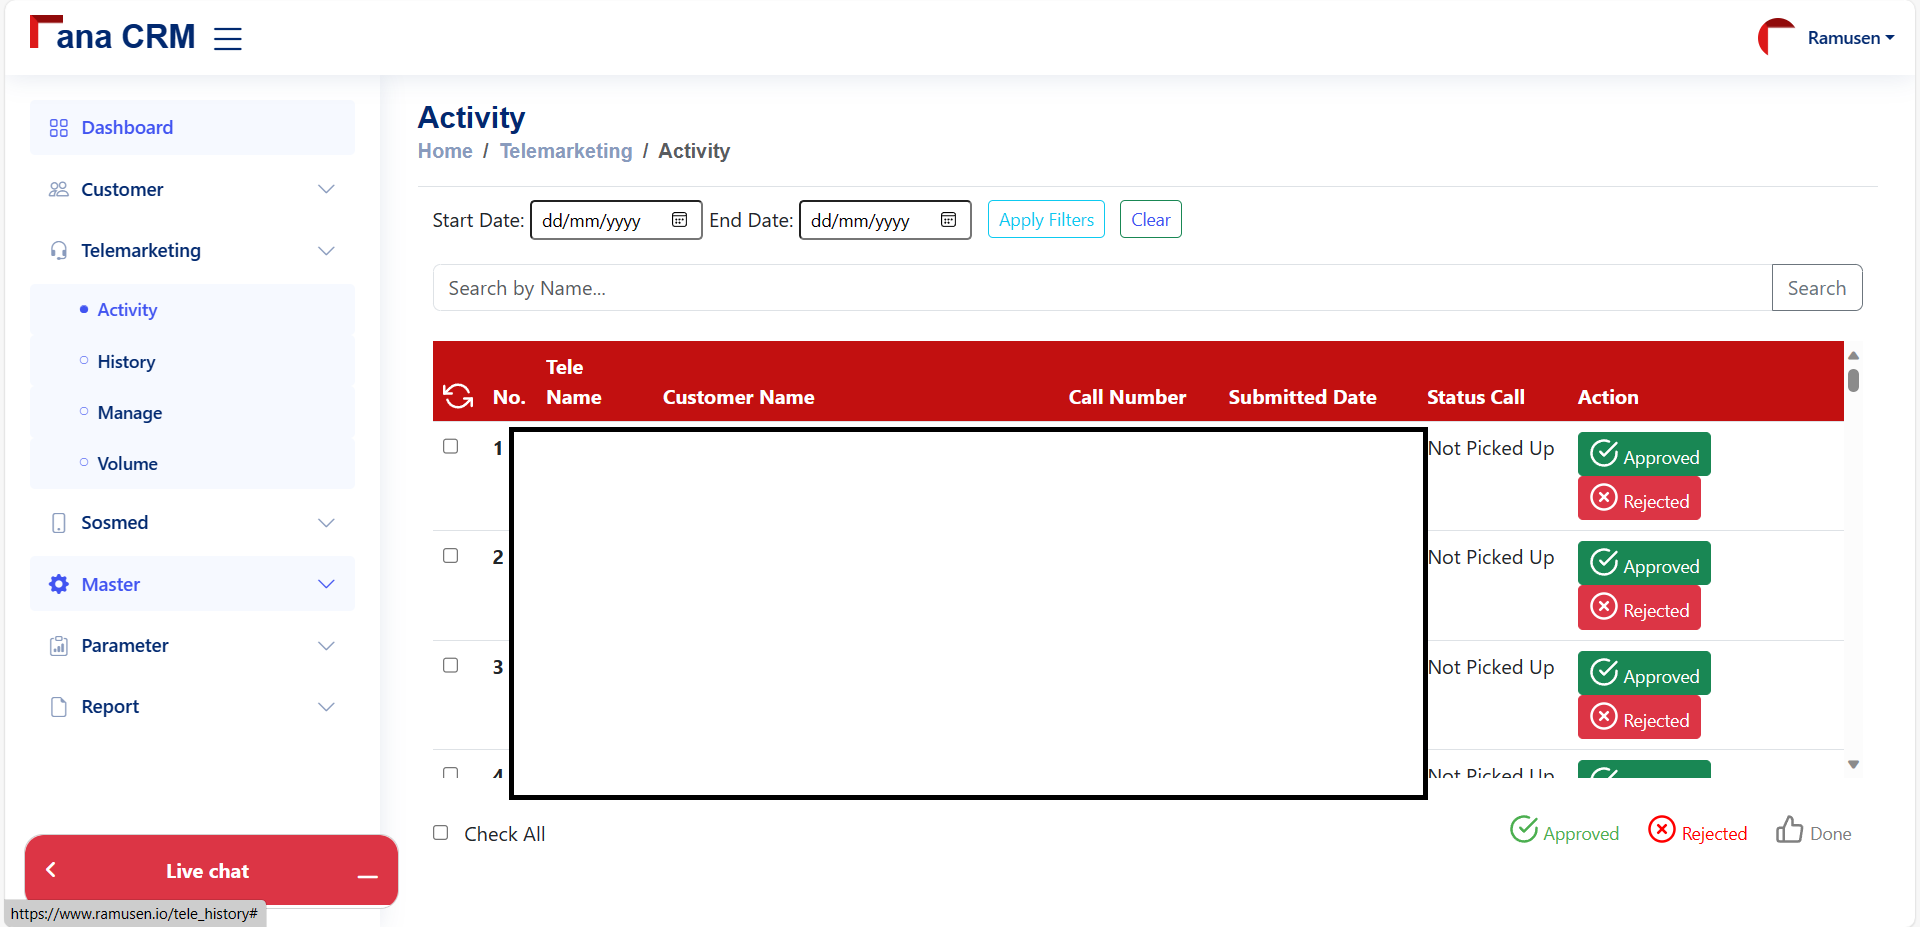 ana CRM
Ramusen
Dashboard
Customer
Telemarketing
Activity
History
Manage
Volume
Sosmed
Master
Parameter
Report
Live chat
https://www.ramusen.io/tele_history#
Activity
Home / Telemarketing / Activity
Start Date: dd/mm/yyyy End Date: dd/mm/yyyy Apply Filters Clear
Search by Name... Search
No. Tele Name Customer Name Call Number Submitted Date Status Call Action
1 Not Picked Up Approved
Rejected
2 Not Picked Up Approved
Rejected
3 Not Picked Up Approved
Rejected
4 Not Picked Up
Check All Approved Rejected Done